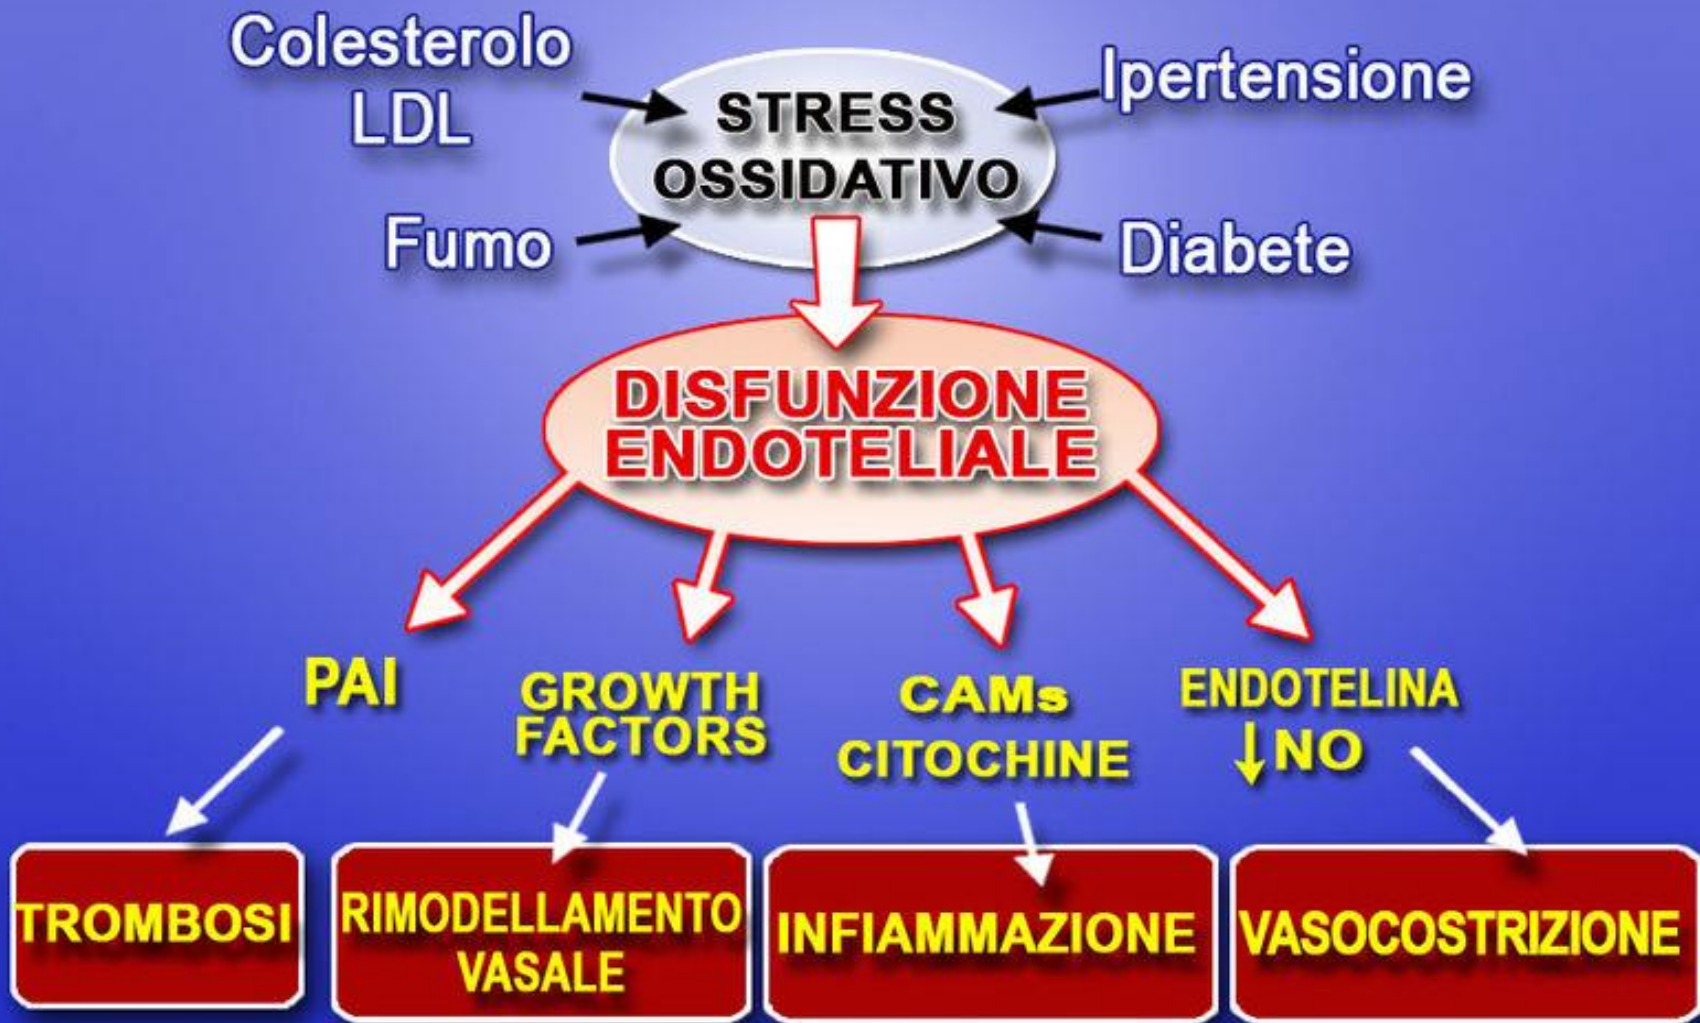 Colesterolo
LDL
Ipertensione
STRESS
OSSIDATIVO
Fumo
Diabete
DISFUNZIONE
ENDOTELIALE
PAI
GROWTH
FACTORS
CAMs
CITOCHINE
ENDOTELINA
↓NO
TROMBOSI
RIMODELLAMENTO
VASALE
INFIAMMAZIONE
VASOCOSTRIZIONE